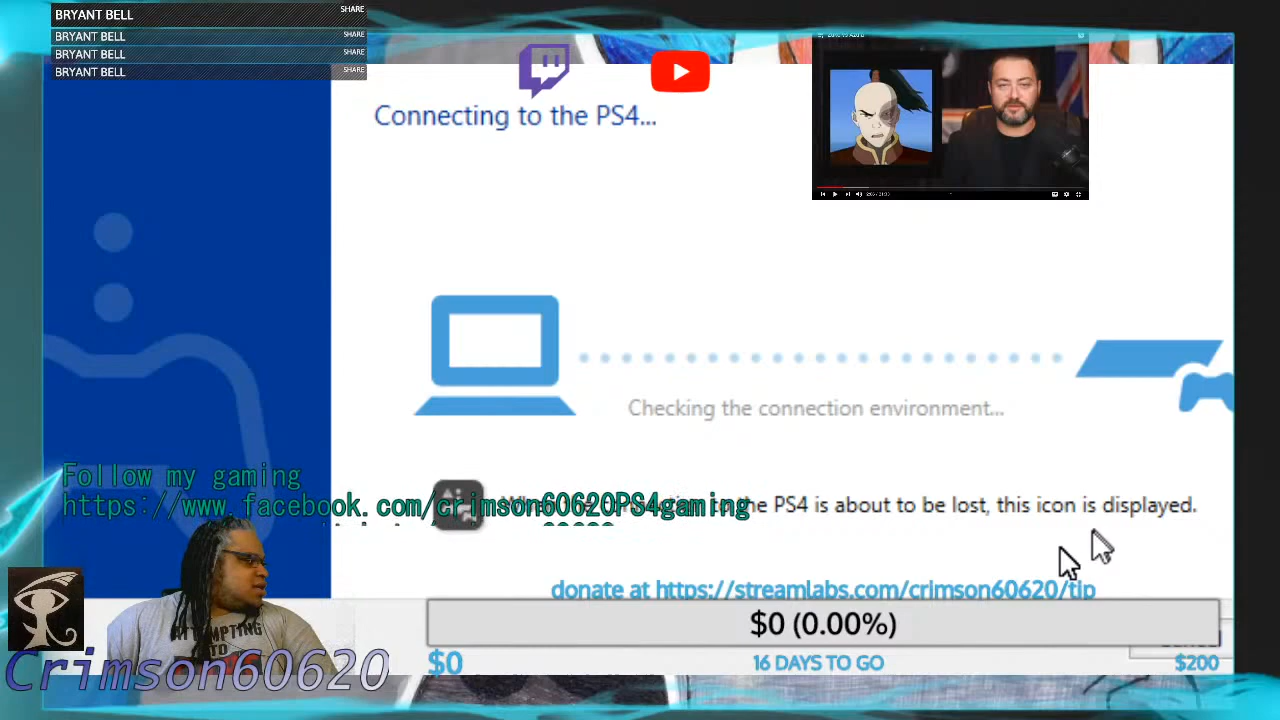 BRYANT BELL SHARE
BRYANT BELL SHARE
BRYANT BELL SHARE
BRYANT BELL SHARE
Connecting to the PS4...
Checking the connection environment...
Follow my gaming
https://www.facebook.com/crimson60620PS4gaming
the PS4 is about to be lost, this icon is displayed.
ATTEMPTING
TO
donate at https://streamlabs.com/crimson60620/tip
$0 (0.00%)
$0 16 DAYS TO GO $200
Crimson60620